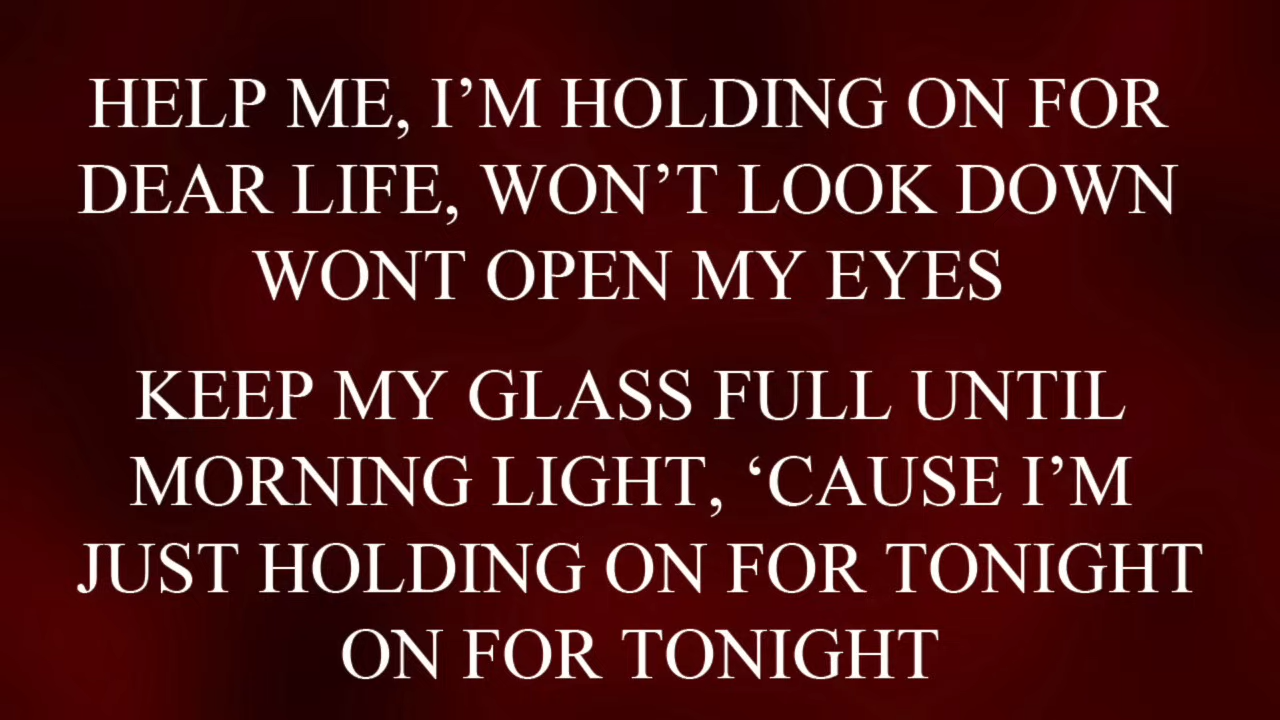 HELP ME, I’M HOLDING ON FOR
DEAR LIFE, WON’T LOOK DOWN
WONT OPEN MY EYES
KEEP MY GLASS FULL UNTIL
MORNING LIGHT, ‘CAUSE I’M
JUST HOLDING ON FOR TONIGHT
ON FOR TONIGHT